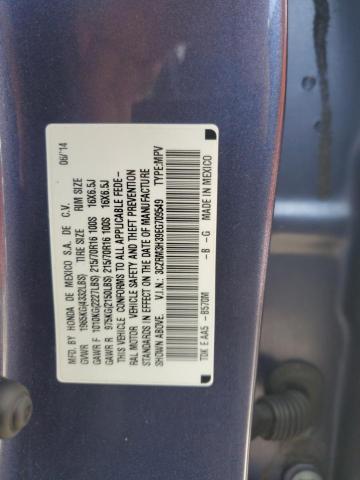 MFD. BY HONDA DE MEXICO S.A. DE C.V. 06/'14
GVWR 1965KG(4332LBS) TIRE SIZE RIM SIZE
GAWR F 1010KG(2227LBS) 215/70R16 100S 16X6.5J
GAWR R 975KG(2150LBS) 215/70R16 100S 16X6.5J
THIS VEHICLE CONFORMS TO ALL APPLICABLE FEDE-
RAL MOTOR VEHICLE SAFETY AND THEFT PREVENTION
STANDARDS IN EFFECT ON THE DATE OF MANUFACTURE
SHOWN ABOVE. V.I.N.: 3CZRM3H39EG709549 TYPE:MPV
TDK E AA5 -B570M - B - G MADE IN MEXICO